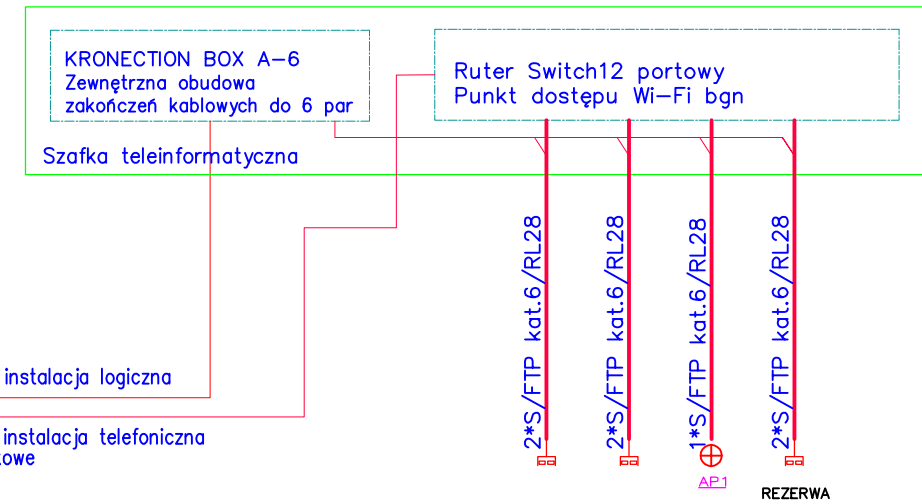 KRONECTION BOX A-6
Zewnętrzna obudowa
zakończeń kablowych do 6 par
Ruter Switch12 portowy
Punkt dostępu Wi-Fi bgn
Szafka teleinformatyczna
2*S/FTP kat.6/RL28
2*S/FTP kat.6/RL28
1*S/FTP kat.6/RL28
2*S/FTP kat.6/RL28
instalacja logiczna
instalacja telefoniczna
AP1
REZERWA